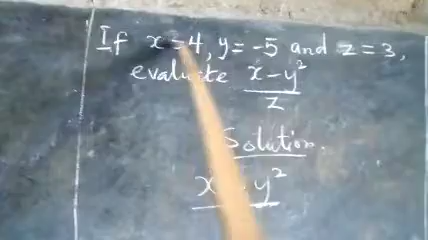 If x=4, y=-5 and z=3,
evaluate x-y²
z
Solution.
x - y²